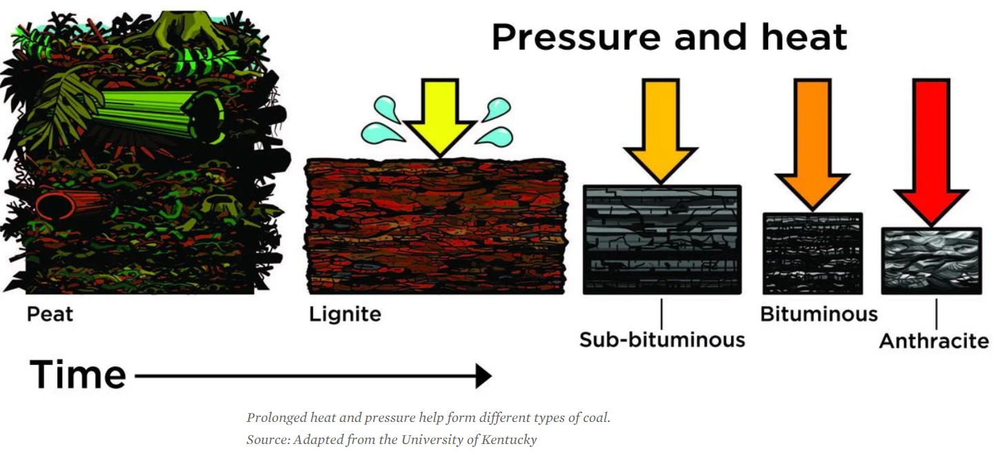 Pressure and heat
Peat
Lignite
Sub-bituminous
Bituminous
Anthracite
Time
Prolonged heat and pressure help form different types of coal.
Source: Adapted from the University of Kentucky